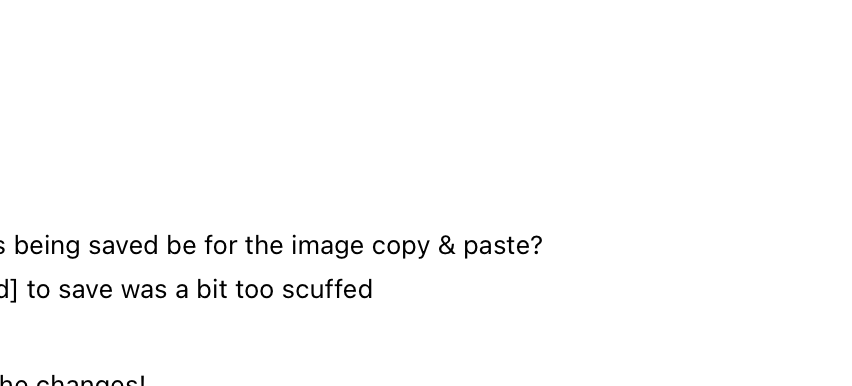 s being saved be for the image copy & paste?
d] to save was a bit too scuffed
he changes!